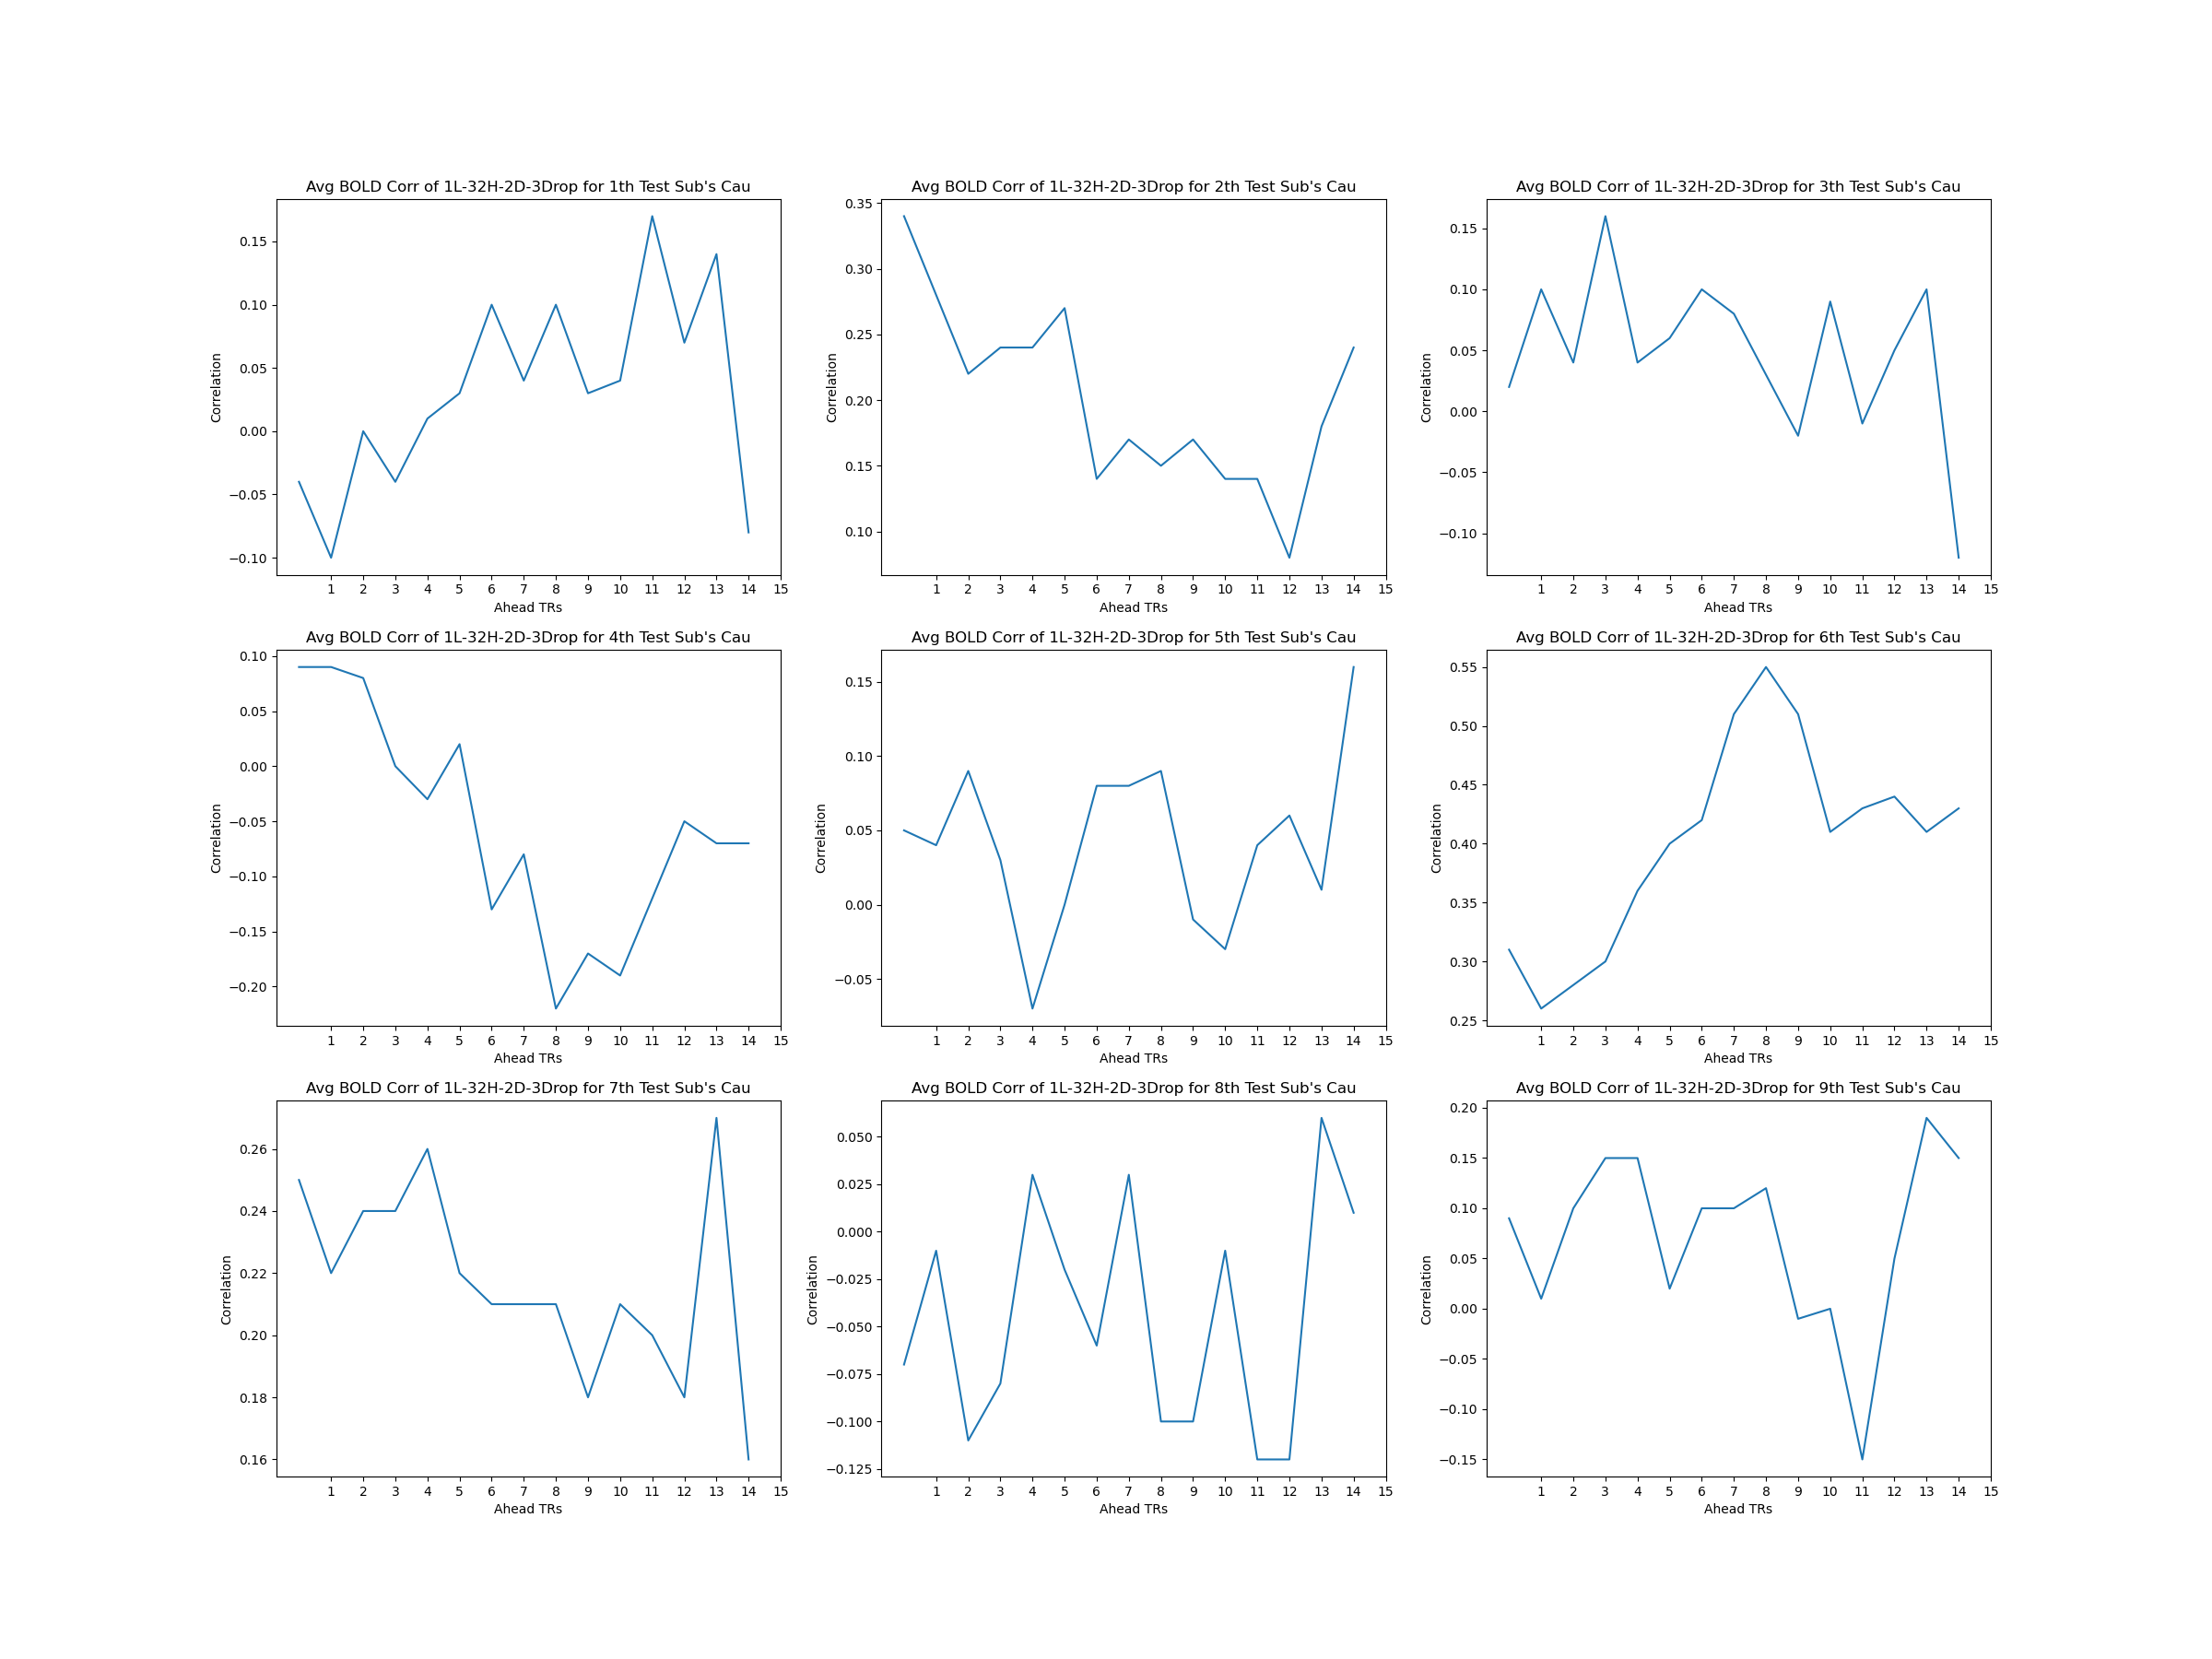 Avg BOLD Corr of 1L-32H-2D-3Drop for 1th Test Sub's Cau
Correlation
0.15
0.10
0.05
0.00
−0.05
−0.10
1 2 3 4 5 6 7 8 9 10 11 12 13 14 15
Ahead TRs
Avg BOLD Corr of 1L-32H-2D-3Drop for 2th Test Sub's Cau
Correlation
0.35
0.30
0.25
0.20
0.15
0.10
1 2 3 4 5 6 7 8 9 10 11 12 13 14 15
Ahead TRs
Avg BOLD Corr of 1L-32H-2D-3Drop for 3th Test Sub's Cau
Correlation
0.15
0.10
0.05
0.00
−0.05
−0.10
1 2 3 4 5 6 7 8 9 10 11 12 13 14 15
Ahead TRs
Avg BOLD Corr of 1L-32H-2D-3Drop for 4th Test Sub's Cau
Correlation
0.10
0.05
0.00
−0.05
−0.10
−0.15
−0.20
1 2 3 4 5 6 7 8 9 10 11 12 13 14 15
Ahead TRs
Avg BOLD Corr of 1L-32H-2D-3Drop for 5th Test Sub's Cau
Correlation
0.15
0.10
0.05
0.00
−0.05
1 2 3 4 5 6 7 8 9 10 11 12 13 14 15
Ahead TRs
Avg BOLD Corr of 1L-32H-2D-3Drop for 6th Test Sub's Cau
Correlation
0.55
0.50
0.45
0.40
0.35
0.30
0.25
1 2 3 4 5 6 7 8 9 10 11 12 13 14 15
Ahead TRs
Avg BOLD Corr of 1L-32H-2D-3Drop for 7th Test Sub's Cau
Correlation
0.26
0.24
0.22
0.20
0.18
0.16
1 2 3 4 5 6 7 8 9 10 11 12 13 14 15
Ahead TRs
Avg BOLD Corr of 1L-32H-2D-3Drop for 8th Test Sub's Cau
Correlation
0.050
0.025
0.000
−0.025
−0.050
−0.075
−0.100
−0.125
1 2 3 4 5 6 7 8 9 10 11 12 13 14 15
Ahead TRs
Avg BOLD Corr of 1L-32H-2D-3Drop for 9th Test Sub's Cau
Correlation
0.20
0.15
0.10
0.05
0.00
−0.05
−0.10
−0.15
1 2 3 4 5 6 7 8 9 10 11 12 13 14 15
Ahead TRs